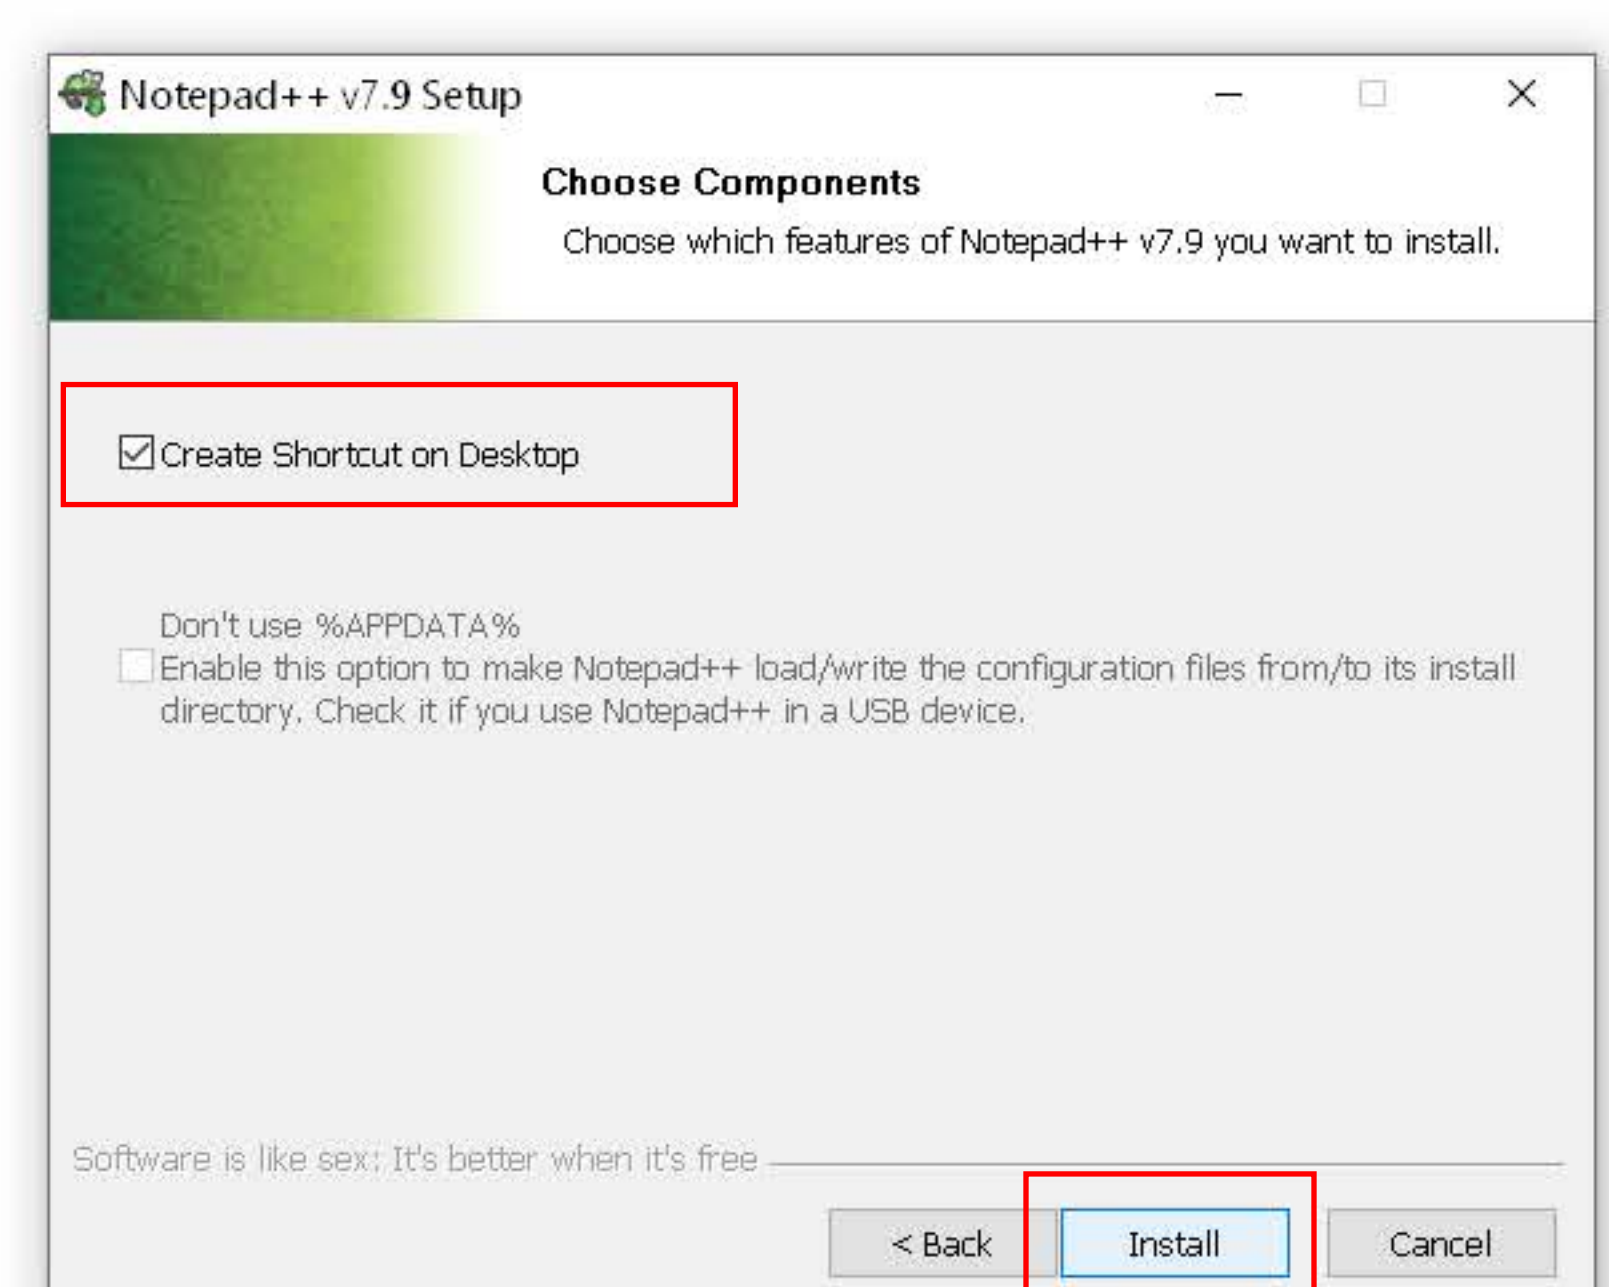 Notepad++ v7.9 Setup
Choose Components
Choose which features of Notepad++ v7.9 you want to install.
Create Shortcut on Desktop
Don't use %APPDATA%
Enable this option to make Notepad++ load/write the configuration files from/to its install
directory. Check it if you use Notepad++ in a USB device.
Software is like sex: It's better when it's free
< Back
Install
Cancel